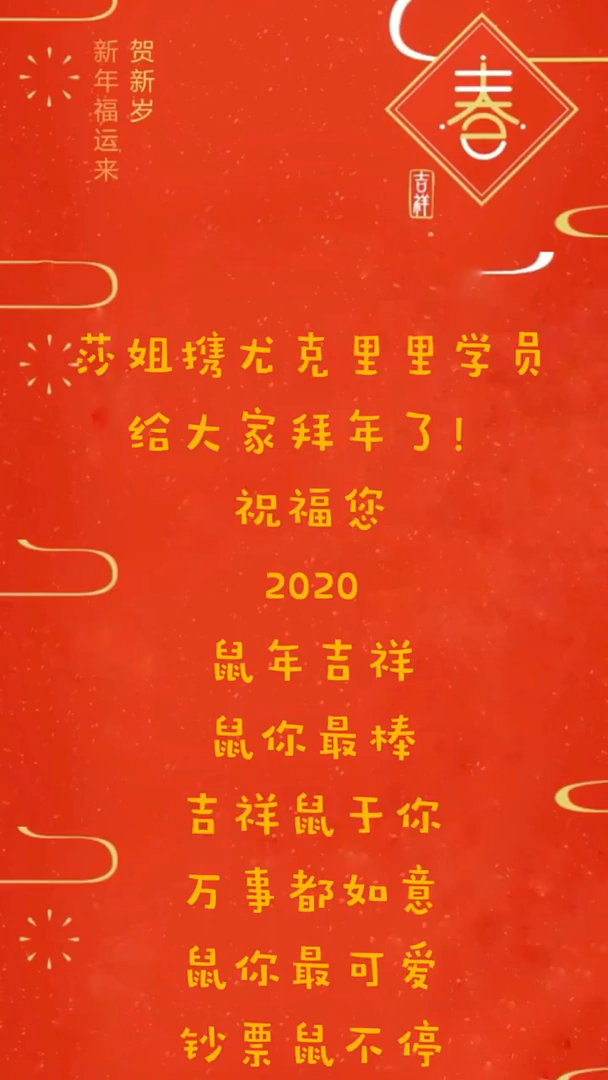 贺新岁
新年福运来
春
吉祥
莎姐携尤克里里学员
给大家拜年了！
祝福您
2020
鼠年吉祥
鼠你最棒
吉祥鼠于你
万事都如意
鼠你最可爱
钞票鼠不停